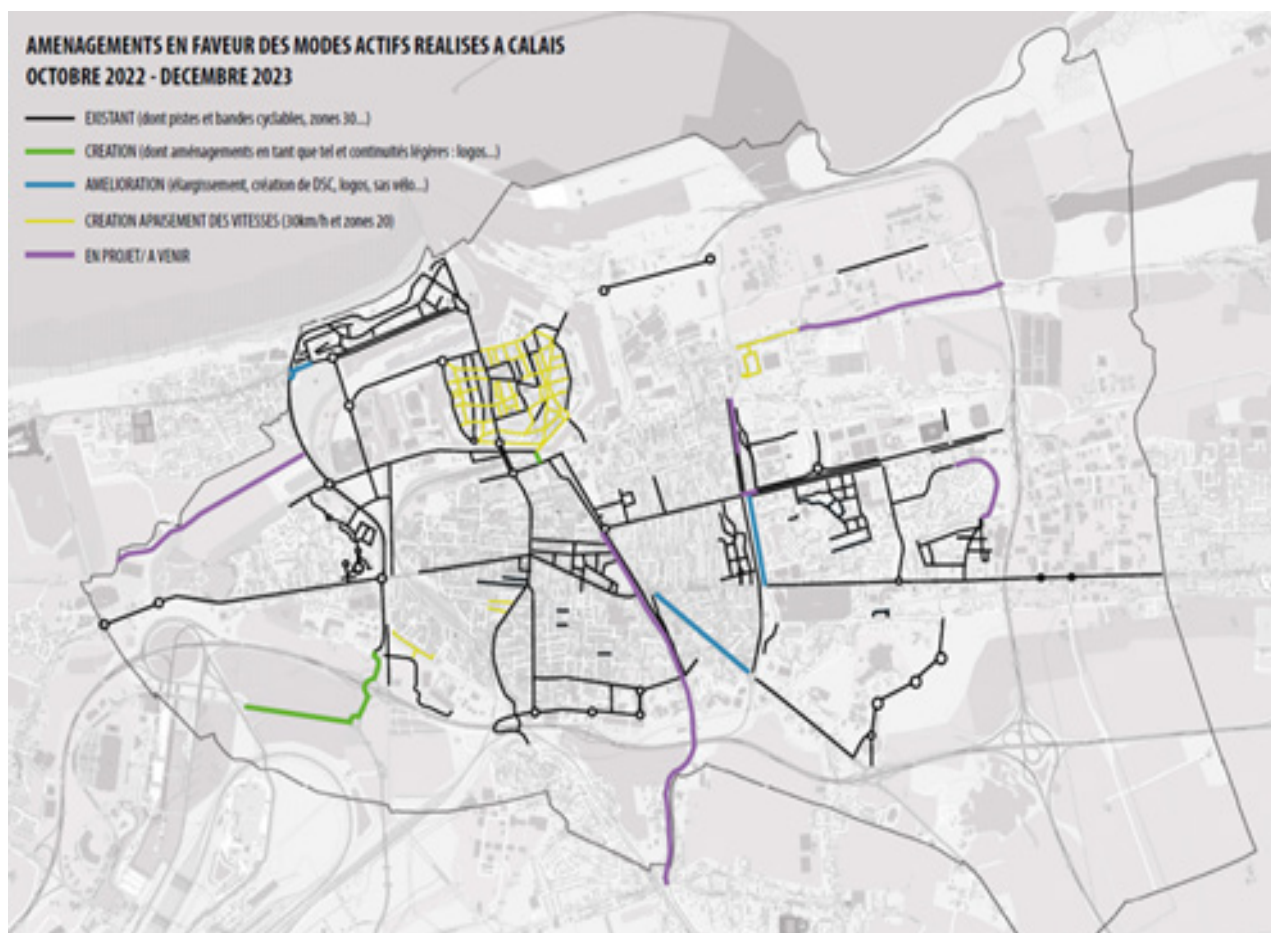 AMENAGEMENTS EN FAVEUR DES MODES ACTIFS REALISES A CALAIS
OCTOBRE 2022 - DECEMBRE 2023
EXISTANT (dont pistes et bandes cyclables, zones 30...)
CREATION (dont aménagements en tant que tel et continuités légères : logos...)
AMELIORATION (élargissement, création de DSC, logos, sas vélo...)
CREATION APAISEMENT DES VITESSES (30km/h et zones 20)
EN PROJET/ A VENIR